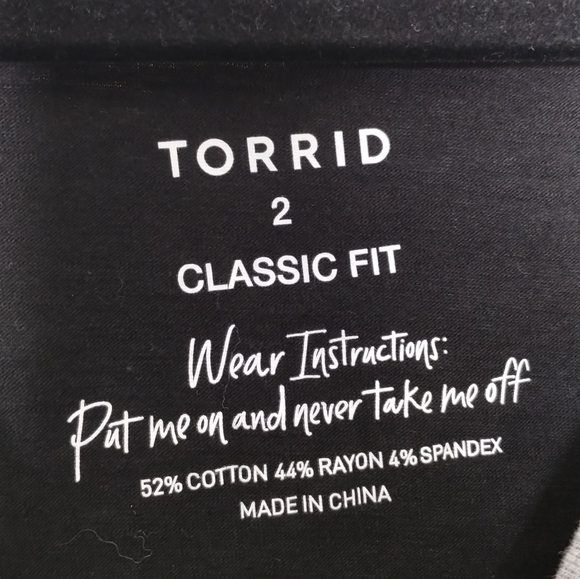 TORRID
2
CLASSIC FIT
Wear Instructions:
Put me on and never take me off
52% COTTON 44% RAYON 4% SPANDEX
MADE IN CHINA